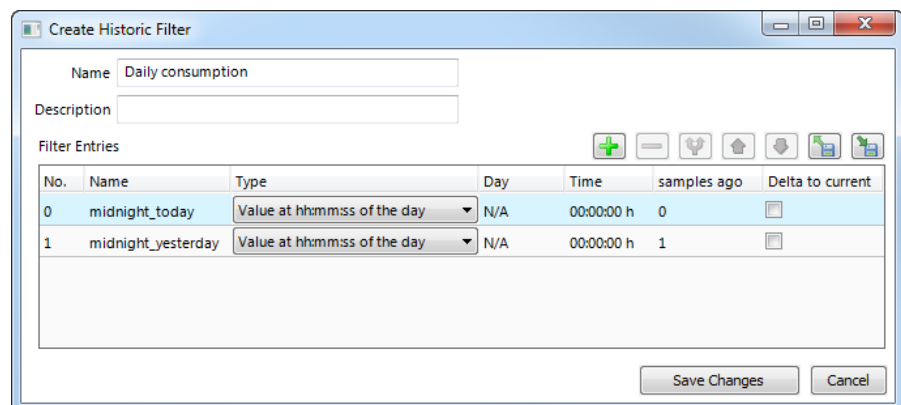 Create Historic Filter
Name Daily consumption
Description
Filter Entries
No. Name Type Day Time samples ago Delta to current
0 midnight_today Value at hh:mm:ss of the day N/A 00:00:00 h 0
1 midnight_yesterday Value at hh:mm:ss of the day N/A 00:00:00 h 1
Save Changes Cancel